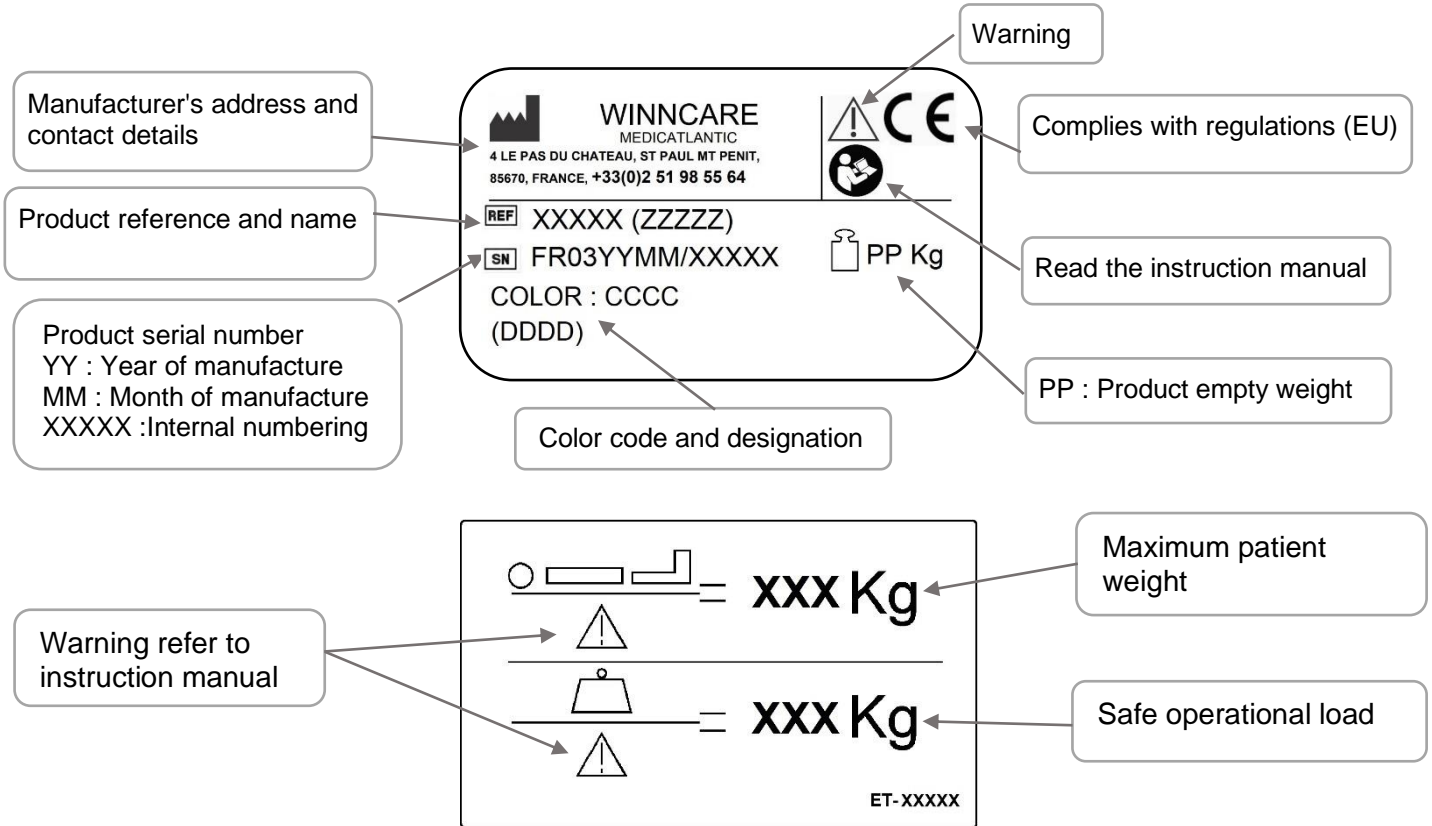 Warning
Manufacturer's address and
contact details
WINNCARE
MEDICATLANTIC
4 LE PAS DU CHATEAU, ST PAUL MT PENIT,
85670, FRANCE, +33(0)2 51 98 55 64
CE
Complies with regulations (EU)
Product reference and name
REF XXXXX (ZZZZZ)
SN FR03YYMM/XXXXX
PP Kg
COLOR : CCCC
(DDDD)
Read the instruction manual
Product serial number
YY : Year of manufacture
MM : Month of manufacture
XXXXX :Internal numbering
PP : Product empty weight
Color code and designation
= XXX Kg
Maximum patient
weight
Warning refer to
instruction manual
= XXX Kg
Safe operational load
ET-XXXXX